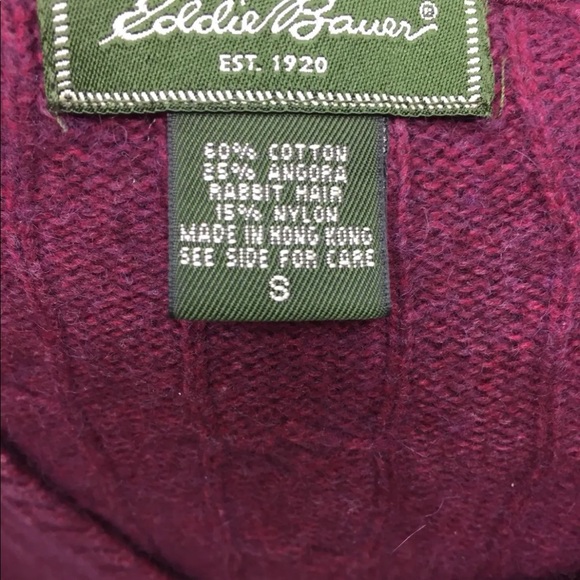 Eddie Bauer®
EST. 1920
60% COTTON
25% ANGORA
RABBIT HAIR
15% NYLON
MADE IN HONG KONG
SEE SIDE FOR CARE
S